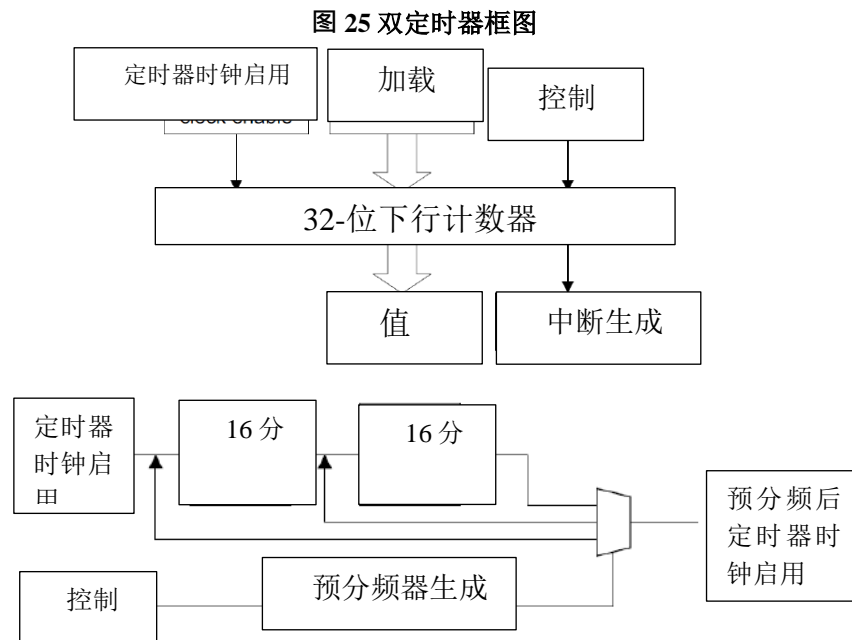 图 25 双定时器框图
定时器时钟启用
加载
控制
clock enable
32-位下行计数器
值
中断生成
定时器
时钟启
用
16 分
16 分
预分频后
定时器时
钟启用
控制
预分频器生成